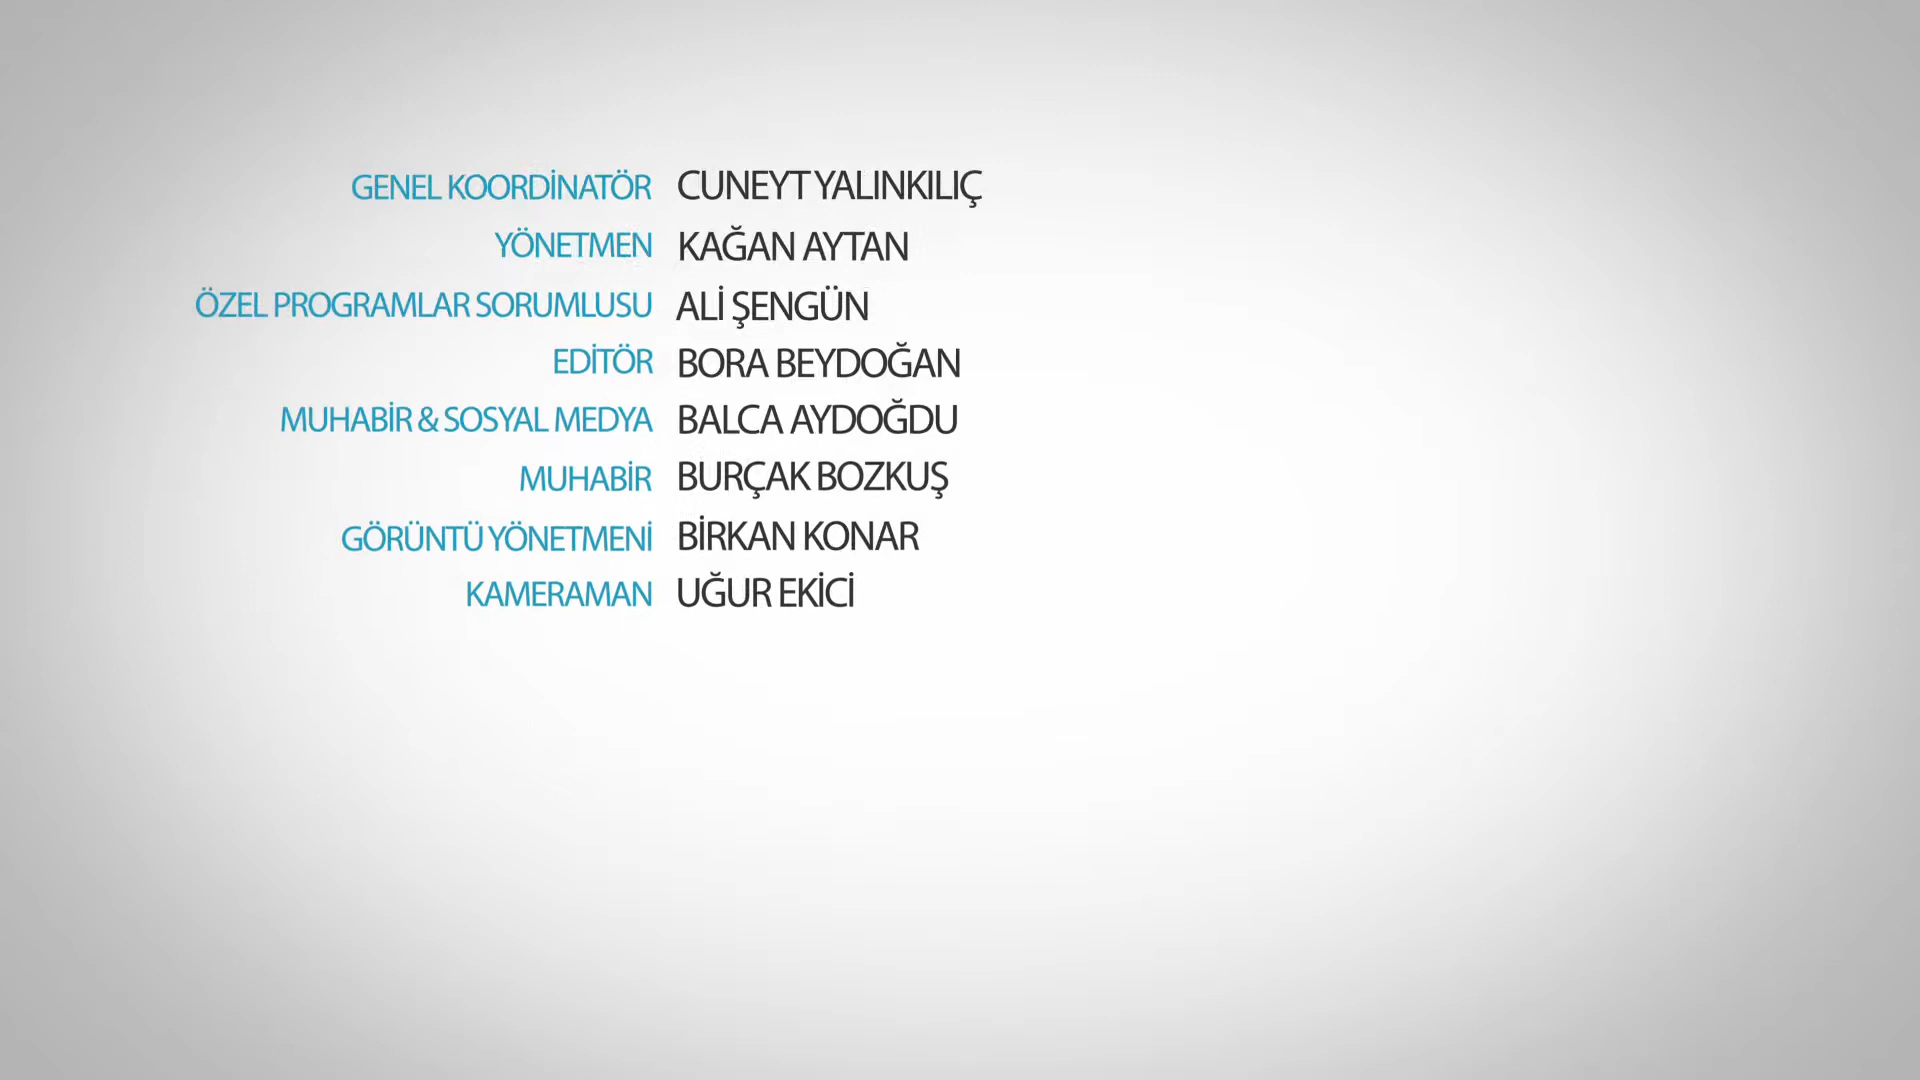 GENEL KOORDİNATÖR CUNEYT YALINKILIÇ
YÖNETMEN KAĞAN AYTAN
ÖZEL PROGRAMLAR SORUMLUSU ALİ ŞENGÜN
EDİTÖR BORA BEYDOĞAN
MUHABİR & SOSYAL MEDYA BALCA AYDOĞDU
MUHABİR BURÇAK BOZKUŞ
GÖRÜNTÜ YÖNETMENİ BİRKAN KONAR
KAMERAMAN UĞUR EKİCİ